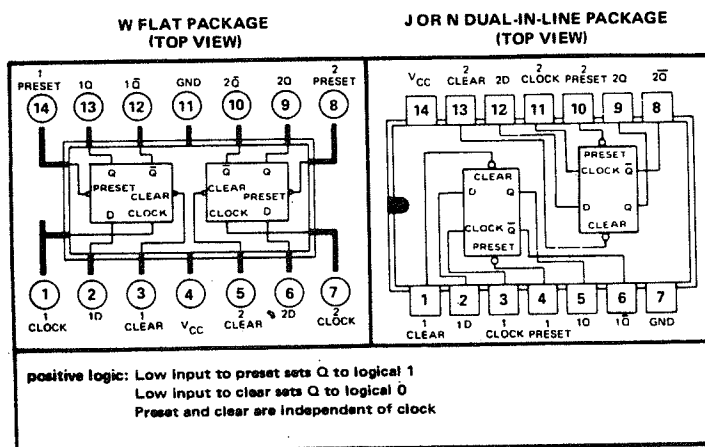 W FLAT PACKAGE
(TOP VIEW)
1 PRESET 1Q 1Q̅ GND 2Q̅ 2Q 2 PRESET
14 13 12 11 10 9 8
Q Q̅ Q̅ Q
PRESET CLEAR CLEAR PRESET
D CLOCK CLOCK D
1 2 3 4 5 6 7
1 CLOCK 1D 1 CLEAR VCC 2 CLEAR 2D 2 CLOCK
J OR N DUAL-IN-LINE PACKAGE
(TOP VIEW)
VCC 2 CLEAR 2D 2 CLOCK 2 PRESET 2Q 2Q̅
14 13 12 11 10 9 8
PRESET
CLOCK Q̅
D Q
CLEAR
CLEAR
D Q
CLOCK Q̅
PRESET
1 2 3 4 5 6 7
1 CLEAR 1D 1 CLOCK 1 PRESET 1Q 1Q̅ GND
positive logic: Low input to preset sets Q to logical 1
Low input to clear sets Q to logical 0
Preset and clear are independent of clock